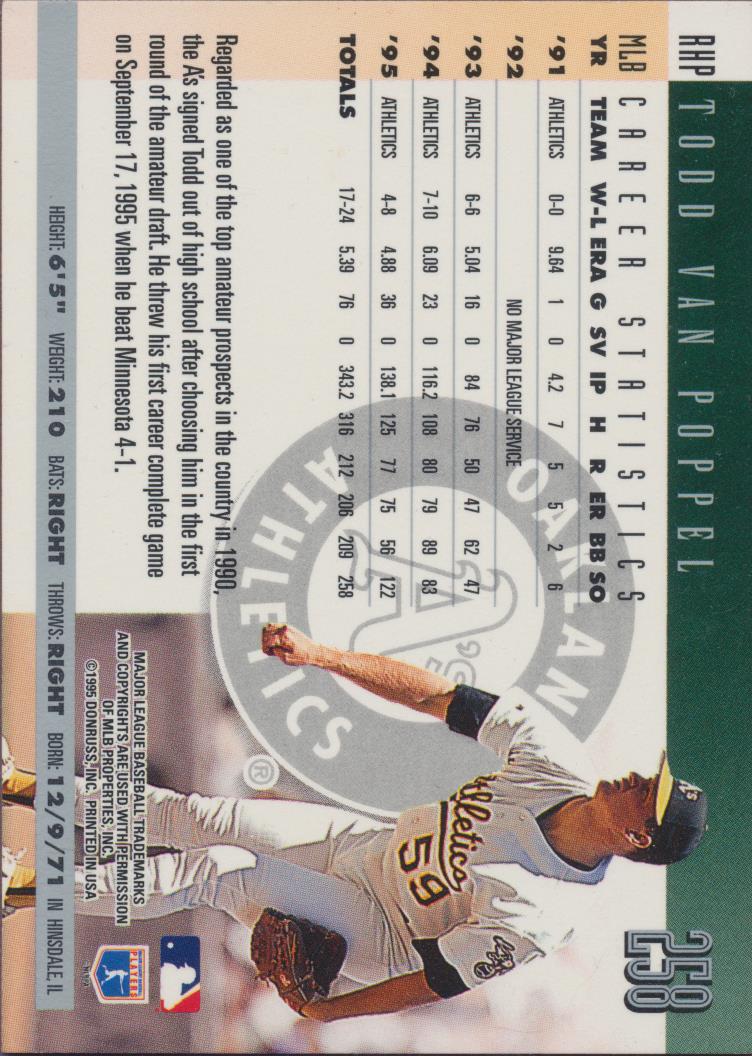 RHP TODD VAN POPPEL 258
MLB CAREER STATISTICS
YR TEAM W-L ERA G SV IP H R ER BB SO
'91 ATHLETICS 0-0 9.64 1 0 4.2 7 5 5 2 6
'92 NO MAJOR LEAGUE SERVICE
'93 ATHLETICS 6-6 5.04 16 0 84 76 50 47 62 47
'94 ATHLETICS 7-10 6.09 23 0 116.2 108 80 79 89 83
'95 ATHLETICS 4-8 4.88 36 0 138.1 125 77 75 56 122
TOTALS 17-24 5.39 76 0 343.2 316 212 206 209 258
Regarded as one of the top amateur prospects in the country in 1990,
the A's signed Todd out of high school after choosing him in the first
round of the amateur draft. He threw his first career complete game
on September 17, 1995 when he beat Minnesota 4-1.
OAKLAN
A's
ATHLETICS
®
A's
Athletics
59
MAJOR LEAGUE BASEBALL TRADEMARKS
AND COPYRIGHTS ARE USED WITH PERMISSION
OF MLB PROPERTIES, INC.
©1995 DONRUSS, INC. PRINTED IN USA
PLAYERS
HEIGHT: 6'5" WEIGHT: 210 BATS: RIGHT THROWS: RIGHT BORN: 12/9/71 IN HINSDALE, IL